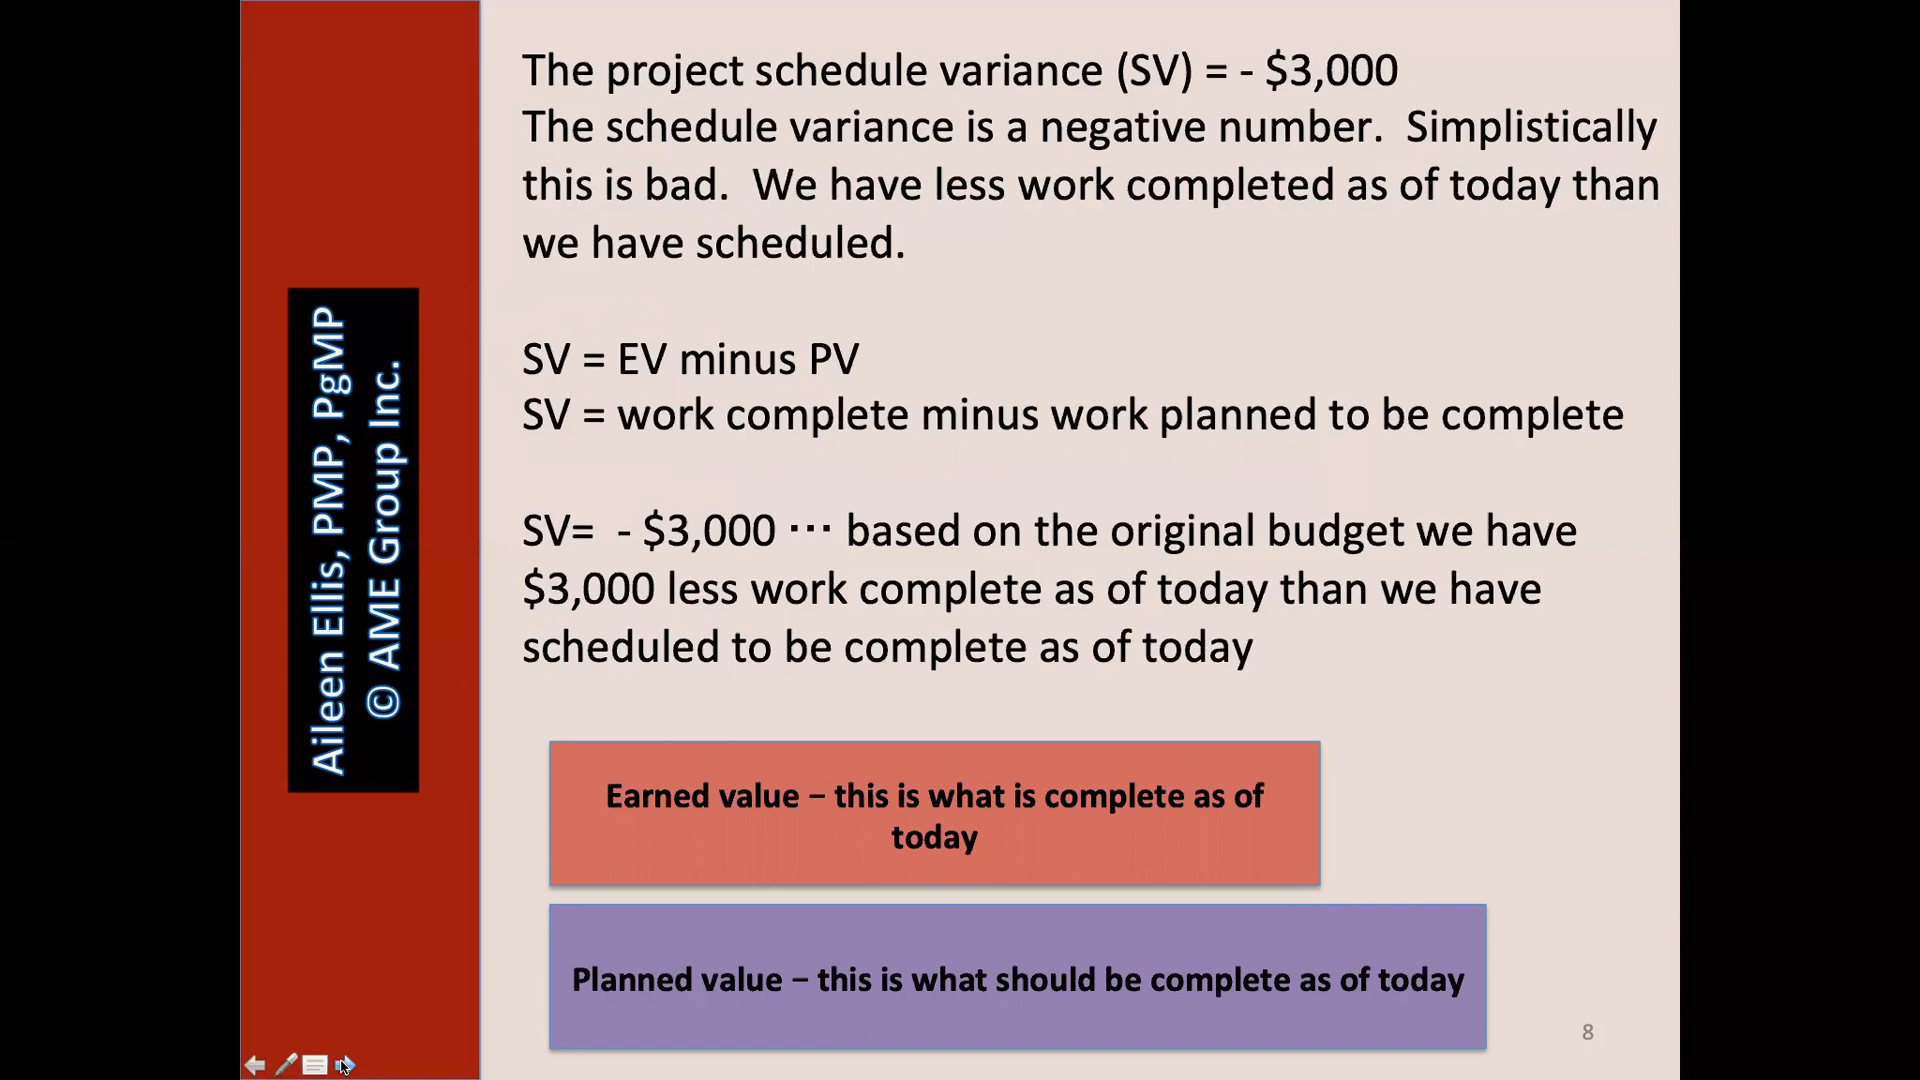 The project schedule variance (SV) = - $3,000
The schedule variance is a negative number.  Simplistically
this is bad.  We have less work completed as of today than
we have scheduled.
SV = EV minus PV
SV = work complete minus work planned to be complete
SV=  - $3,000 ··· based on the original budget we have
$3,000 less work complete as of today than we have
scheduled to be complete as of today
Earned value – this is what is complete as of
today
Planned value – this is what should be complete as of today
Aileen Ellis, PMP, PgMP
© AME Group Inc.
8